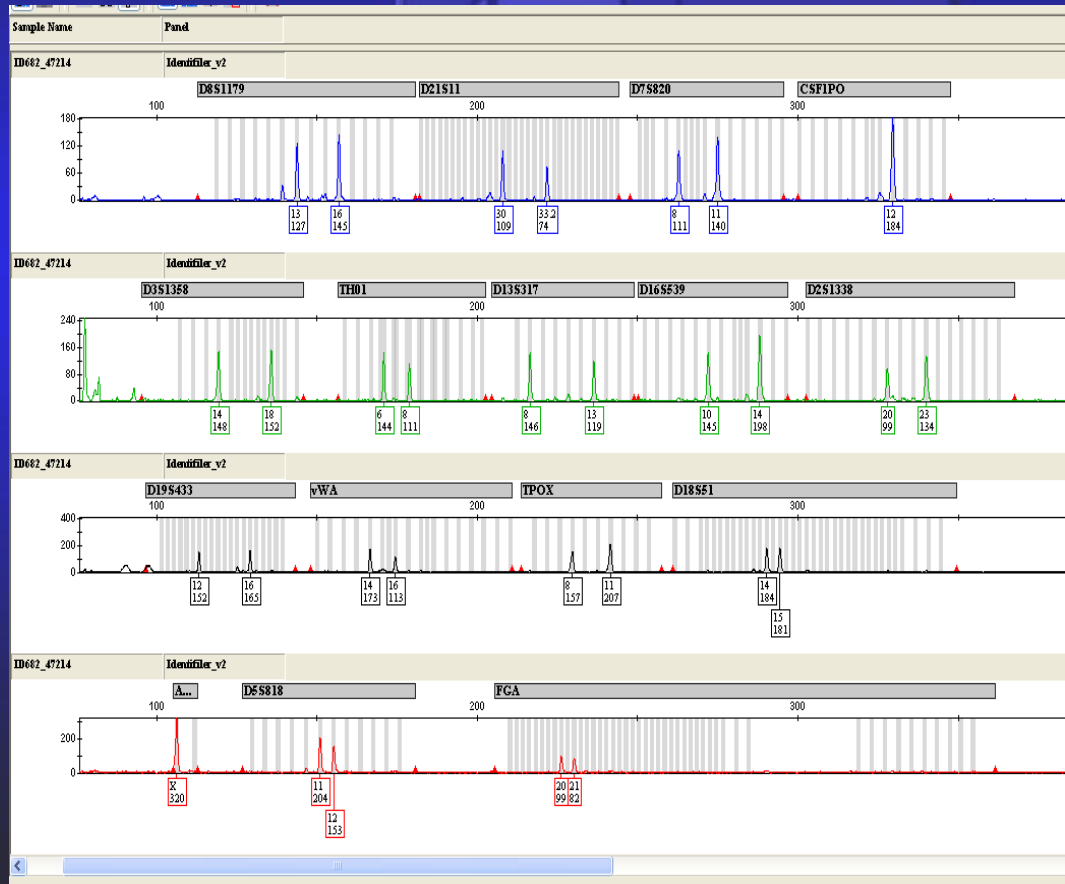 Sample Name Panel
ID682_47214 Identifiler_v2
D8S1179 D21S11 D7S820 CSF1PO
100 200 300
180
120
60
0
13 16 30 33.2 8 11 12
127 145 109 74 111 140 184
ID682_47214 Identifiler_v2
D3S1358 TH01 D13S317 D16S539 D2S1338
100 200 300
240
160
80
0
14 18 6 8 8 13 10 14 20 23
148 152 144 111 146 119 145 198 99 134
ID682_47214 Identifiler_v2
D19S433 vWA TPOX D18S51
100 200 300
400
200
0
12 16 14 16 8 11 14
152 165 173 113 157 207 184
15
181
ID682_47214 Identifiler_v2
A... D5S818 FGA
100 200 300
200
0
X 11 20 21
320 204 99 82
12
153